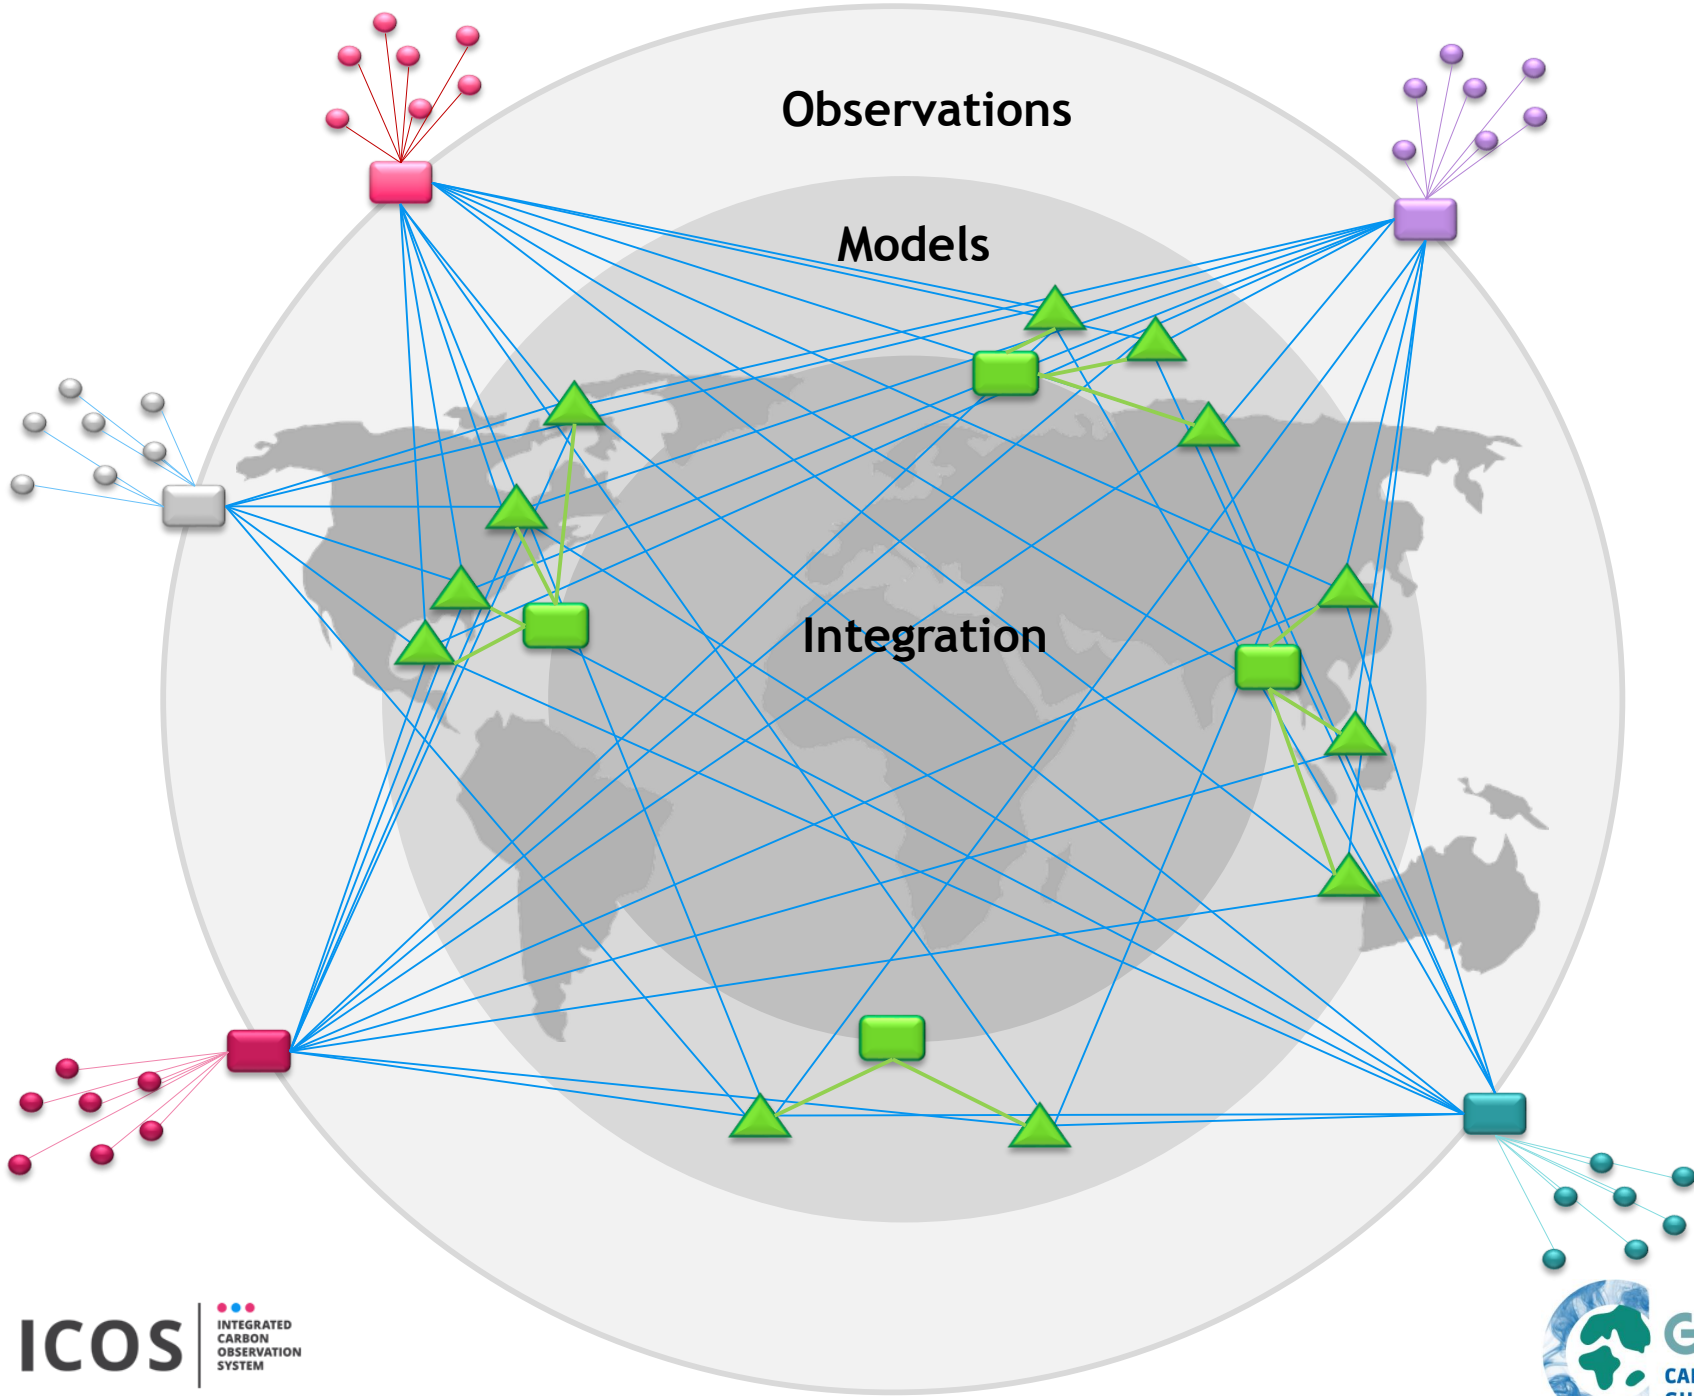 Observations
Models
Integration
ICOS
INTEGRATED
CARBON
OBSERVATION
SYSTEM